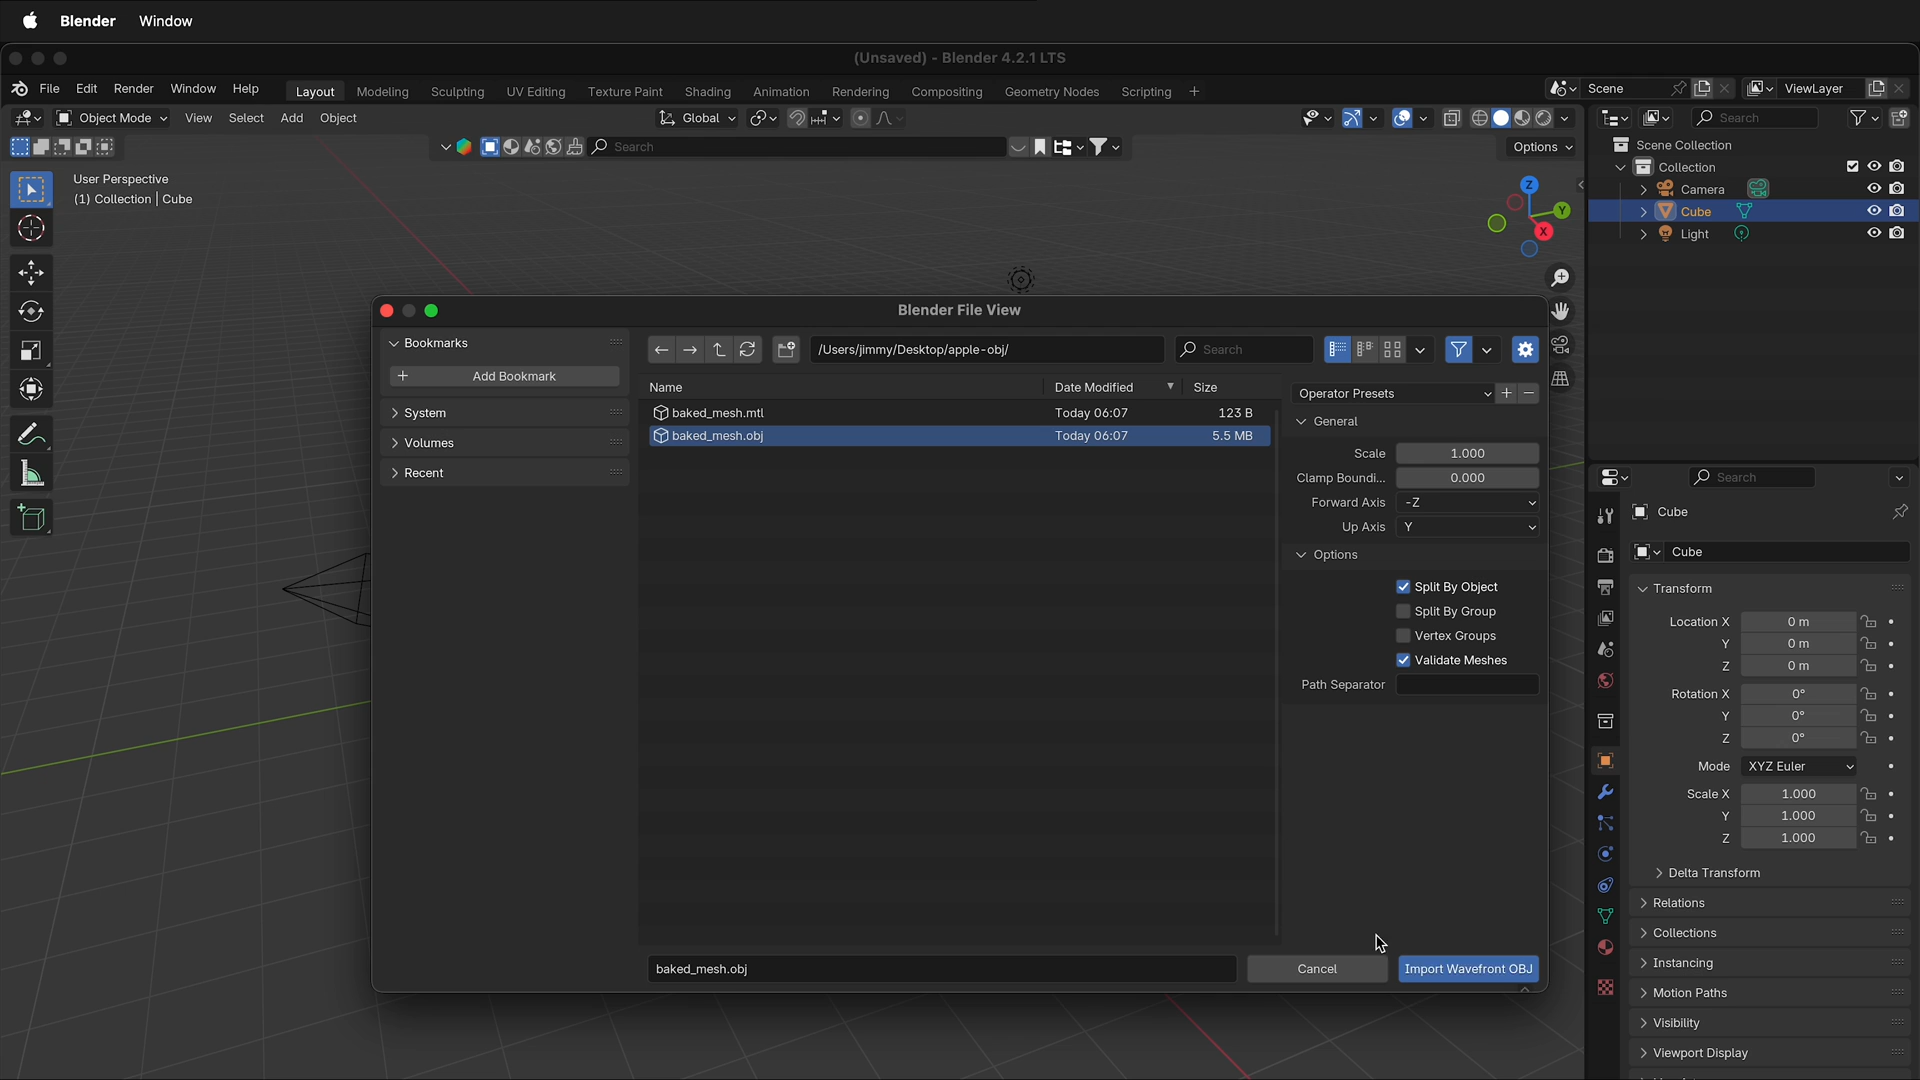 Blender Window
(Unsaved) - Blender 4.2.1 LTS
File Edit Render Window Help Layout Modeling Sculpting UV Editing Texture Paint Shading Animation Rendering Compositing Geometry Nodes Scripting + Scene ViewLayer
Object Mode View Select Add Object Global Search
Search Options
User Perspective
(1) Collection | Cube
Z
Y
X
Scene Collection
Collection
Camera
Cube
Light
Blender File View
Bookmarks
+ Add Bookmark
System
Volumes
Recent
/Users/jimmy/Desktop/apple-obj/ Search
Name Date Modified Size
baked_mesh.mtl Today 06:07 123 B
baked_mesh.obj Today 06:07 5.5 MB
Operator Presets
General
Scale 1.000
Clamp Boundi... 0.000
Forward Axis -Z
Up Axis Y
Options
Split By Object
Split By Group
Vertex Groups
Validate Meshes
Path Separator
baked_mesh.obj Cancel Import Wavefront OBJ
Search
Cube
Cube
Transform
Location X 0 m
Y 0 m
Z 0 m
Rotation X 0°
Y 0°
Z 0°
Mode XYZ Euler
Scale X 1.000
Y 1.000
Z 1.000
Delta Transform
Relations
Collections
Instancing
Motion Paths
Visibility
Viewport Display